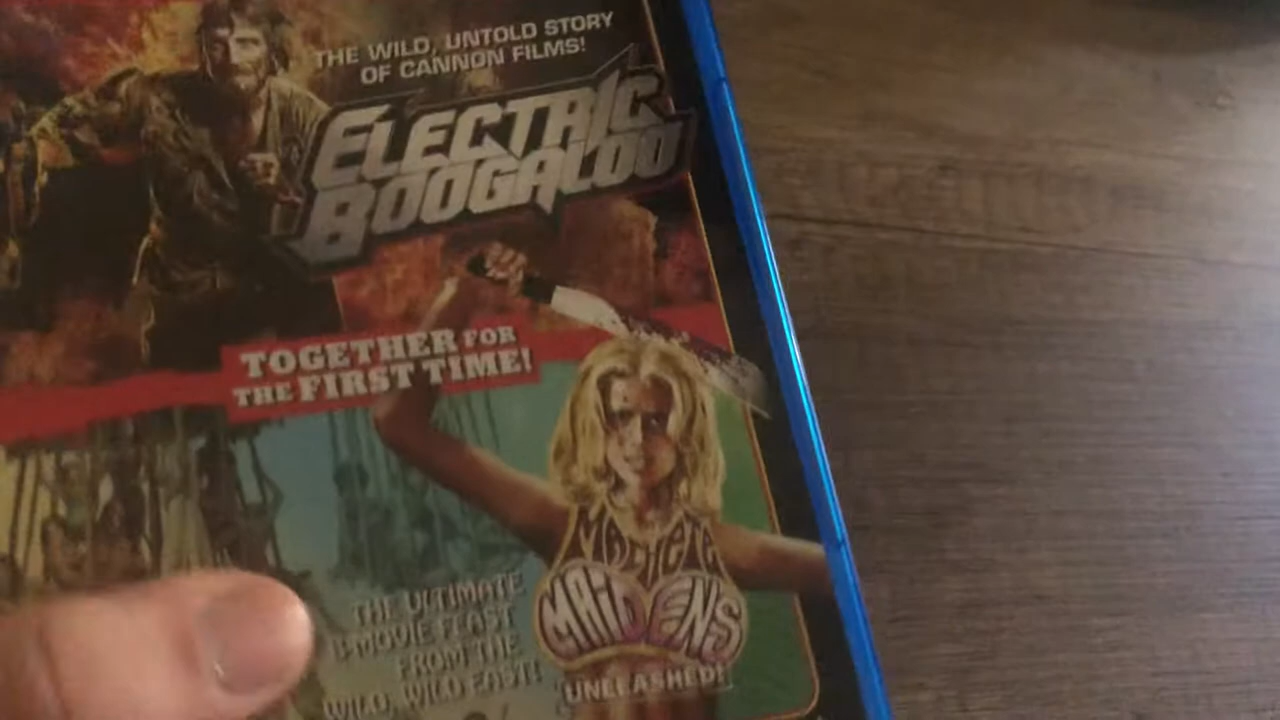 THE WILD, UNTOLD STORY
OF CANNON FILMS!
ELECTRIC
BOOGALOO
TOGETHER FOR
THE FIRST TIME!
MACHETE
MAIDENS
UNLEASHED!
THE ULTIMATE
B-MOVIE FEAST
FROM THE
WILD, WILD EAST!